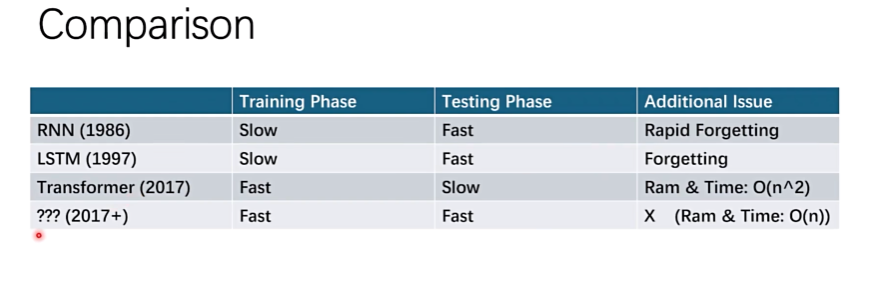 Comparison
Training Phase Testing Phase Additional Issue
RNN (1986) Slow Fast Rapid Forgetting
LSTM (1997) Slow Fast Forgetting
Transformer (2017) Fast Slow Ram & Time: O(n^2)
??? (2017+) Fast Fast X (Ram & Time: O(n))